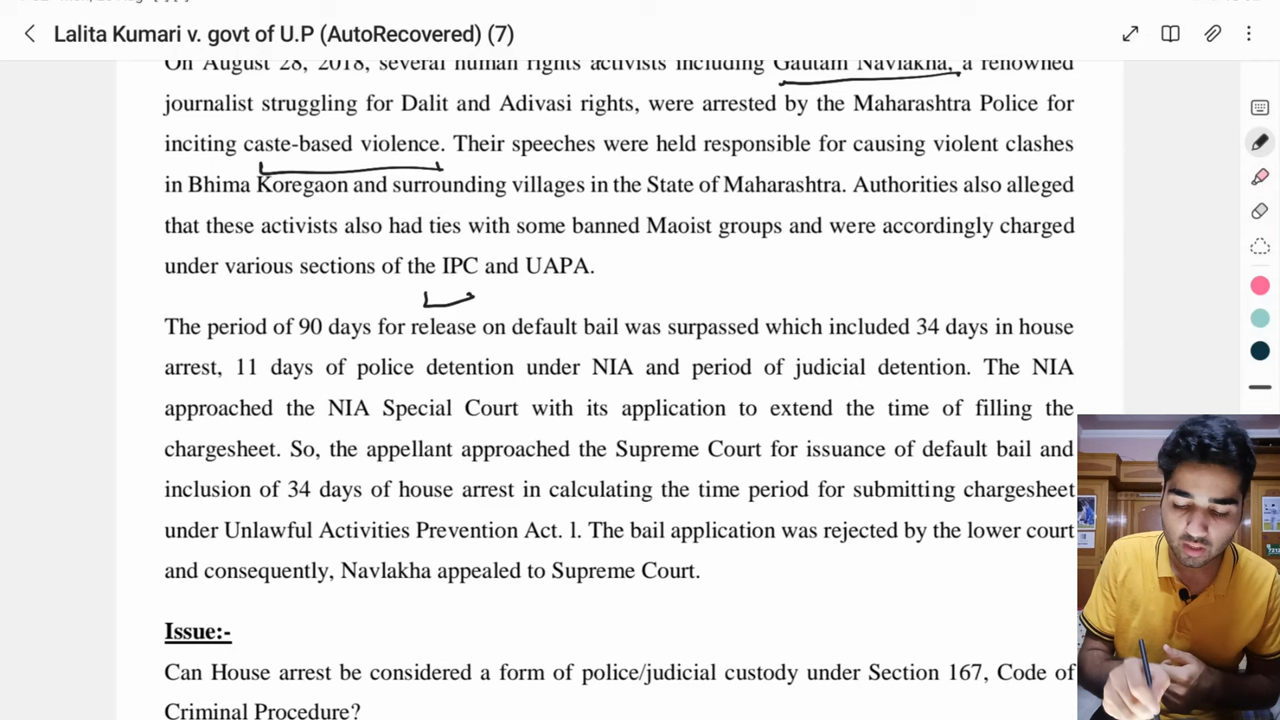 Lalita Kumari v. govt of U.P (AutoRecovered) (7)
On August 28, 2018, several human rights activists including Gautam Navlakha, a renowned
journalist struggling for Dalit and Adivasi rights, were arrested by the Maharashtra Police for
inciting caste-based violence. Their speeches were held responsible for causing violent clashes
in Bhima Koregaon and surrounding villages in the State of Maharashtra. Authorities also alleged
that these activists also had ties with some banned Maoist groups and were accordingly charged
under various sections of the IPC and UAPA.
The period of 90 days for release on default bail was surpassed which included 34 days in house
arrest, 11 days of police detention under NIA and period of judicial detention. The NIA
approached the NIA Special Court with its application to extend the time of filling the
chargesheet. So, the appellant approached the Supreme Court for issuance of default bail and
inclusion of 34 days of house arrest in calculating the time period for submitting chargesheet
under Unlawful Activities Prevention Act. l. The bail application was rejected by the lower court
and consequently, Navlakha appealed to Supreme Court.
Issue:-
Can House arrest be considered a form of police/judicial custody under Section 167, Code of
Criminal Procedure?